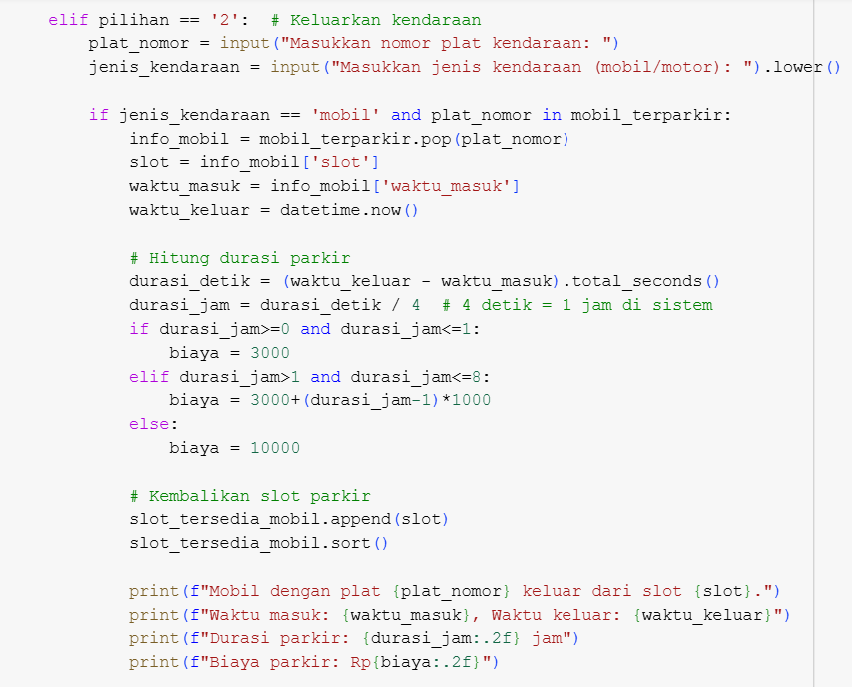 elif pilihan == '2':  # Keluarkan kendaraan
    plat_nomor = input("Masukkan nomor plat kendaraan: ")
    jenis_kendaraan = input("Masukkan jenis kendaraan (mobil/motor): ").lower()
    if jenis_kendaraan == 'mobil' and plat_nomor in mobil_terparkir:
        info_mobil = mobil_terparkir.pop(plat_nomor)
        slot = info_mobil['slot']
        waktu_masuk = info_mobil['waktu_masuk']
        waktu_keluar = datetime.now()
        # Hitung durasi parkir
        durasi_detik = (waktu_keluar - waktu_masuk).total_seconds()
        durasi_jam = durasi_detik / 4  # 4 detik = 1 jam di sistem
        if durasi_jam>=0 and durasi_jam<=1:
            biaya = 3000
        elif durasi_jam>1 and durasi_jam<=8:
            biaya = 3000+(durasi_jam-1)*1000
        else:
            biaya = 10000
        # Kembalikan slot parkir
        slot_tersedia_mobil.append(slot)
        slot_tersedia_mobil.sort()
        print(f"Mobil dengan plat {plat_nomor} keluar dari slot {slot}.")
        print(f"Waktu masuk: {waktu_masuk}, Waktu keluar: {waktu_keluar}")
        print(f"Durasi parkir: {durasi_jam:.2f} jam")
        print(f"Biaya parkir: Rp{biaya:.2f}")